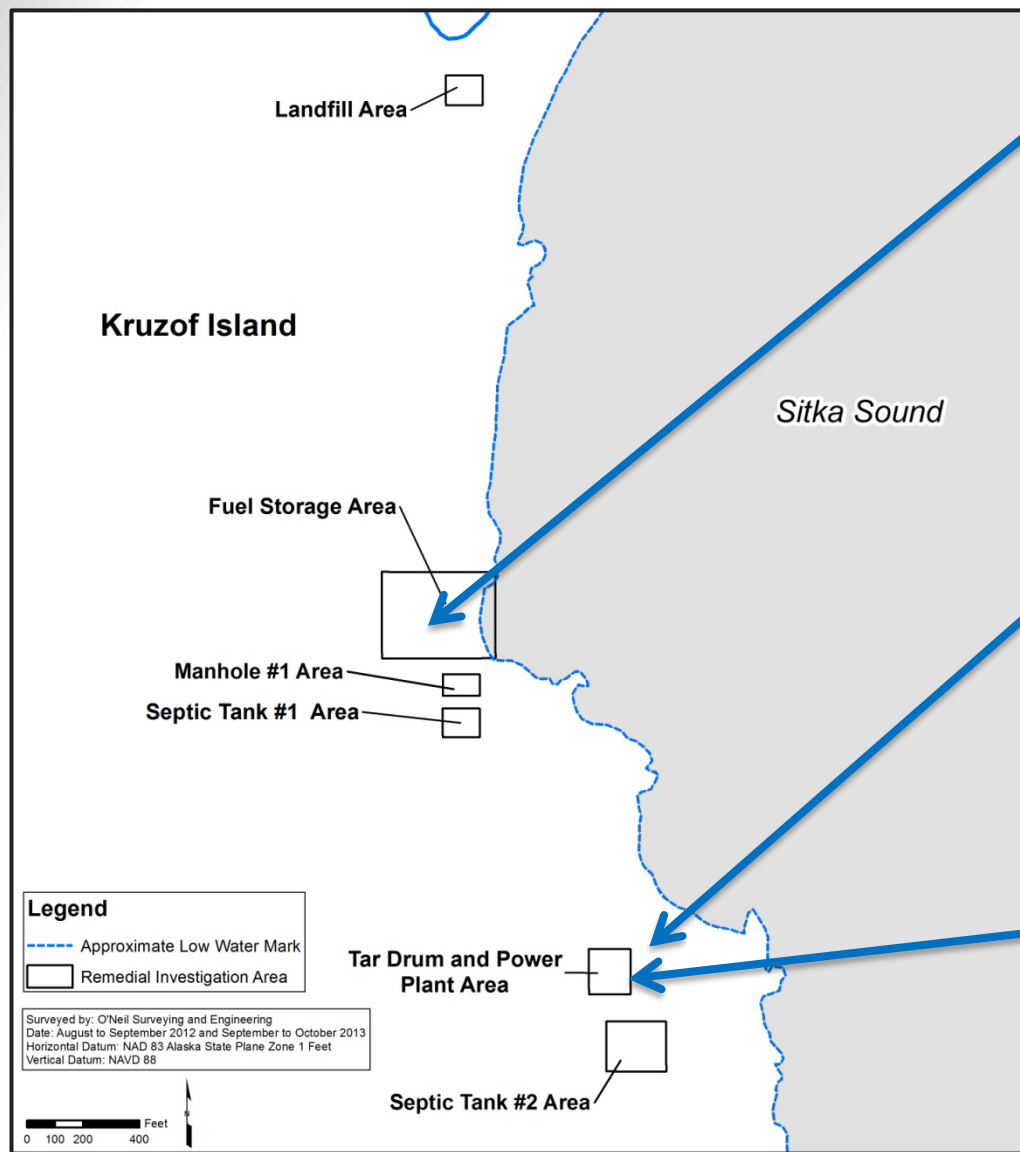 Landfill Area
Kruzof Island
Sitka Sound
Fuel Storage Area
Manhole #1 Area
Septic Tank #1 Area
Legend
Approximate Low Water Mark
Remedial Investigation Area
Tar Drum and Power
Plant Area
Surveyed by: O'Neil Surveying and Engineering
Date: August to September 2012 and September to October 2013
Horizontal Datum: NAD 83 Alaska State Plane Zone 1 Feet
Vertical Datum: NAVD 88
Septic Tank #2 Area
N
Feet
0 100 200 400